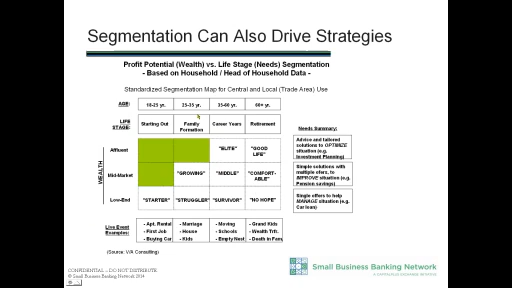 Segmentation Can Also Drive Strategies
Profit Potential (Wealth) vs. Life Stage (Needs) Segmentation
- Based on Household / Head of Household Data -
Standardized Segmentation Map for Central and Local (Trade Area) Use
AGE: 18-25 yr. 25-35 yr. 35-60 yr. 60+ yr.
LIFE STAGE: Starting Out Family Formation Career Years Retirement
Needs Summary:
WEALTH
Affluent "ELITE" "GOOD LIFE"
Advice and tailored solutions to OPTIMIZE situation (e.g. Investment Planning)
Mid-Market "GROWING" "MIDDLE" "COMFORT-ABLE"
Simple solutions with multiple offers, to IMPROVE situation (e.g. Pension savings)
Low-End "STARTER" "STRUGGLER" "SURVIVOR" "NO HOPE"
Single offers to help MANAGE situation (e.g. Car loan)
Live Event Examples:
- Apt. Rental - Marriage - Moving - Grand Kids
- First Job - House - Schools - Wealth Trft.
- Buying Car - Kids - Empty Nest - Death in Fam.
(Source: VIA Consulting)
CONFIDENTIAL – DO NOT DISTRIBUTE
© Small Business Banking Network 2014
Small Business Banking Network